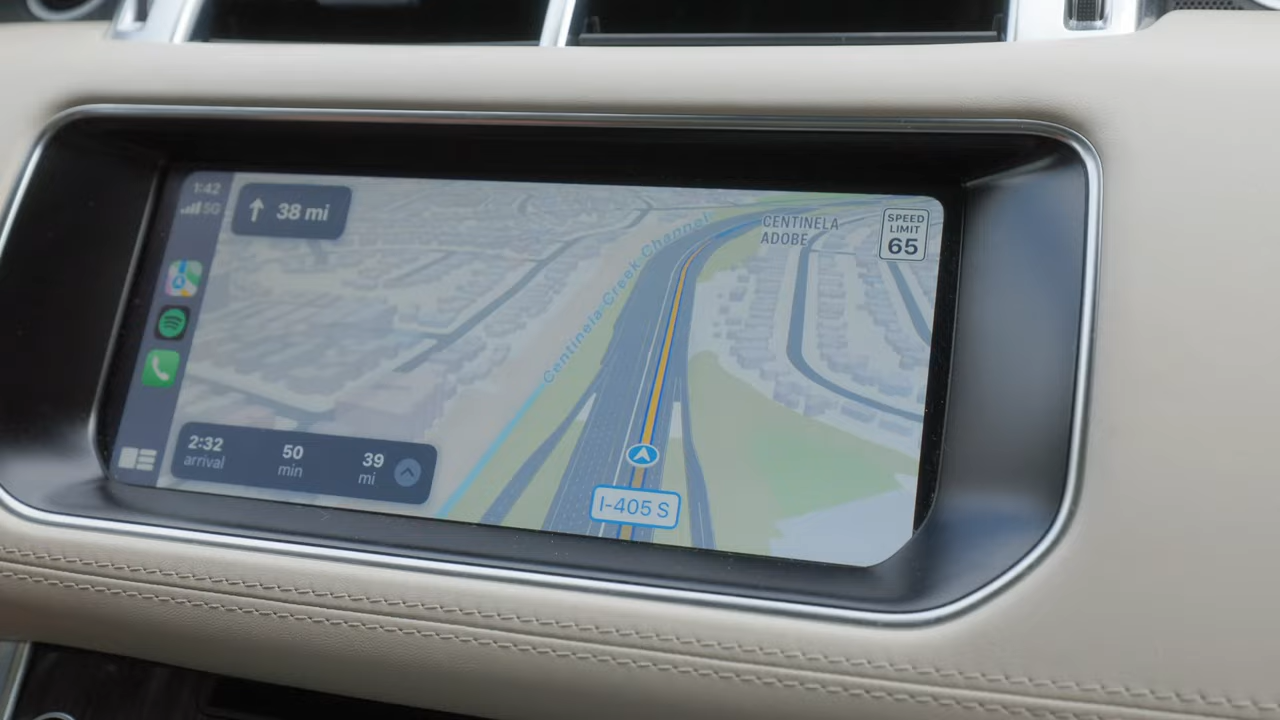 1:42
5G
38 mi
Centinela Creek Channel
CENTINELA
ADOBE
SPEED
LIMIT
65
2:32
arrival
50
min
39
mi
I-405 S